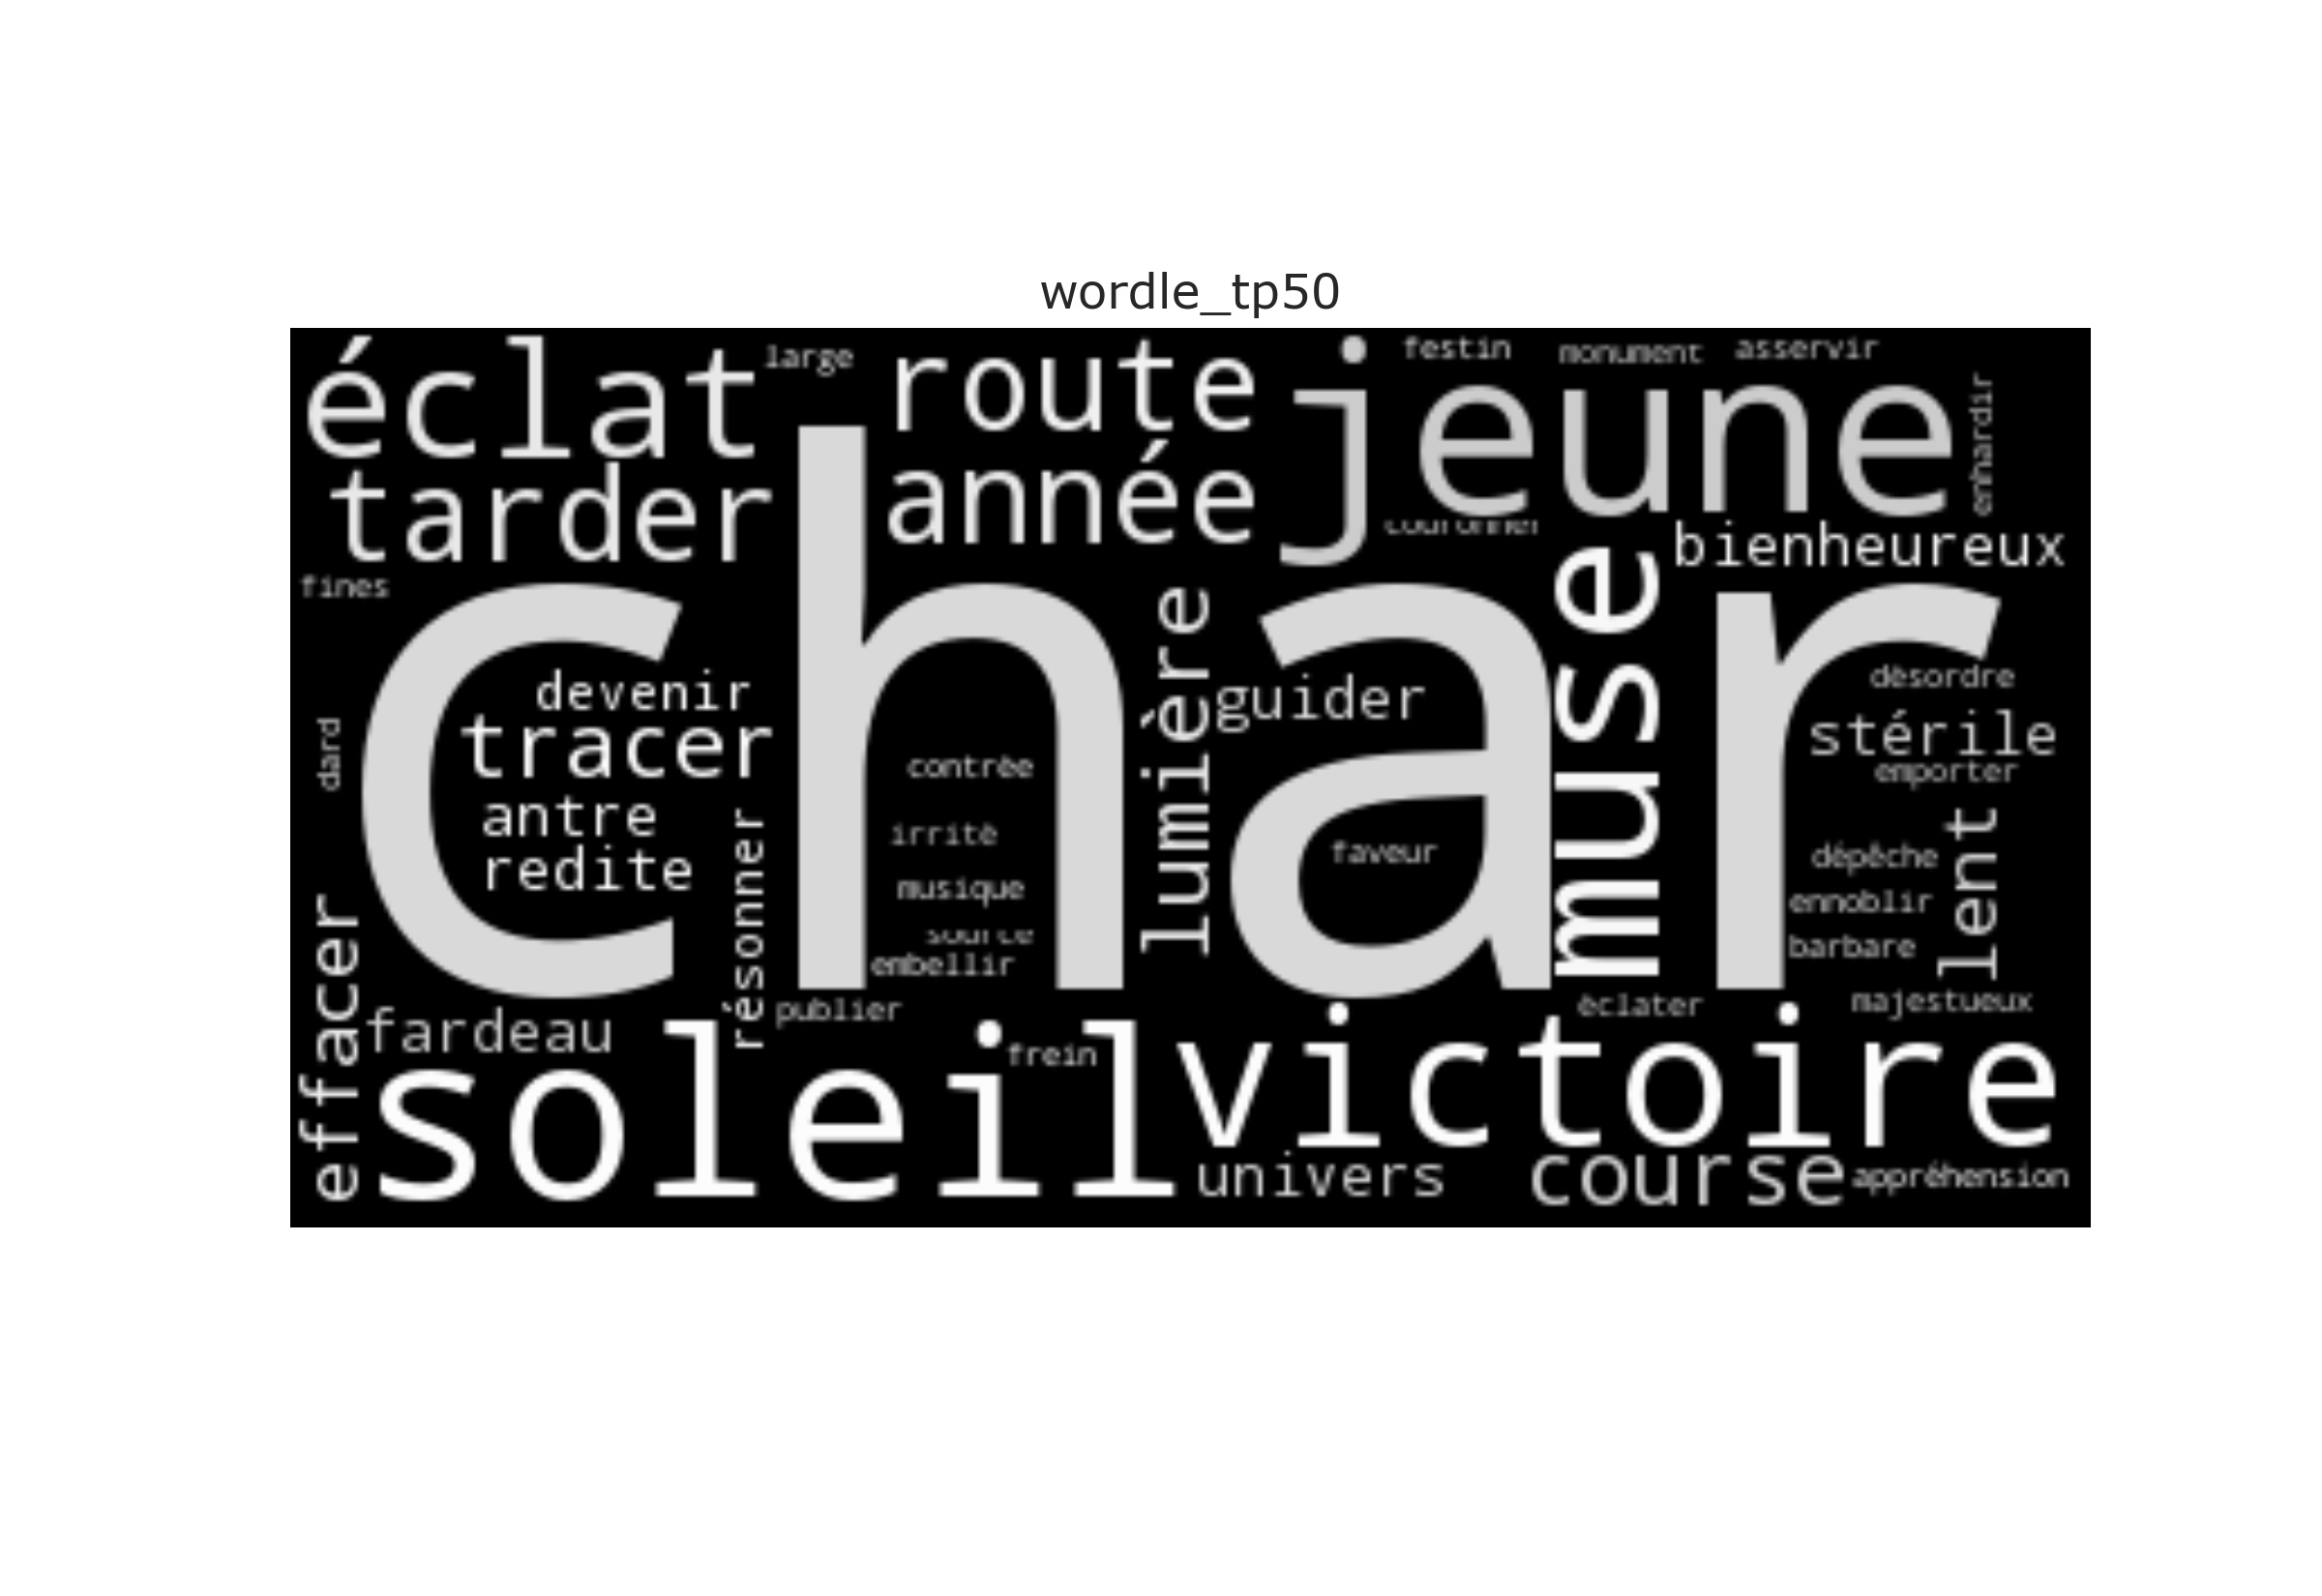 wordle_tp50
éclat
large
route
jeune
festin
monument
asservir
enhardir
tarder
année
couronner
bienheureux
fines
char
muse
lumière
devenir
guider
désordre
tracer
stérile
dard
contrée
emporter
antre
irrité
faveur
dépêche
redite
résonner
musique
ennoblir
lent
source
barbare
embellir
effacer
publier
éclater
majestueux
fardeau
frein
soleil
victoire
univers
course
appréhension